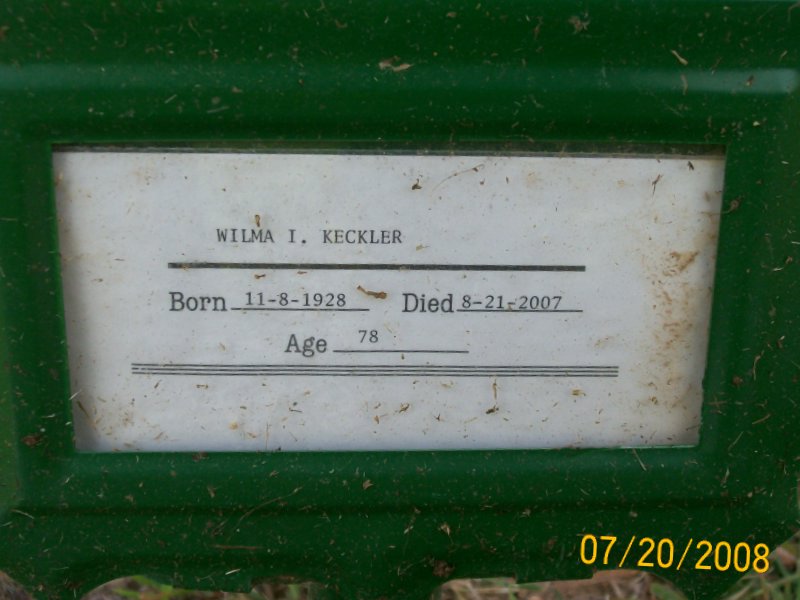 WILMA I. KECKLER
Born 11-8-1928 Died 8-21-2007
Age 78
07/20/2008